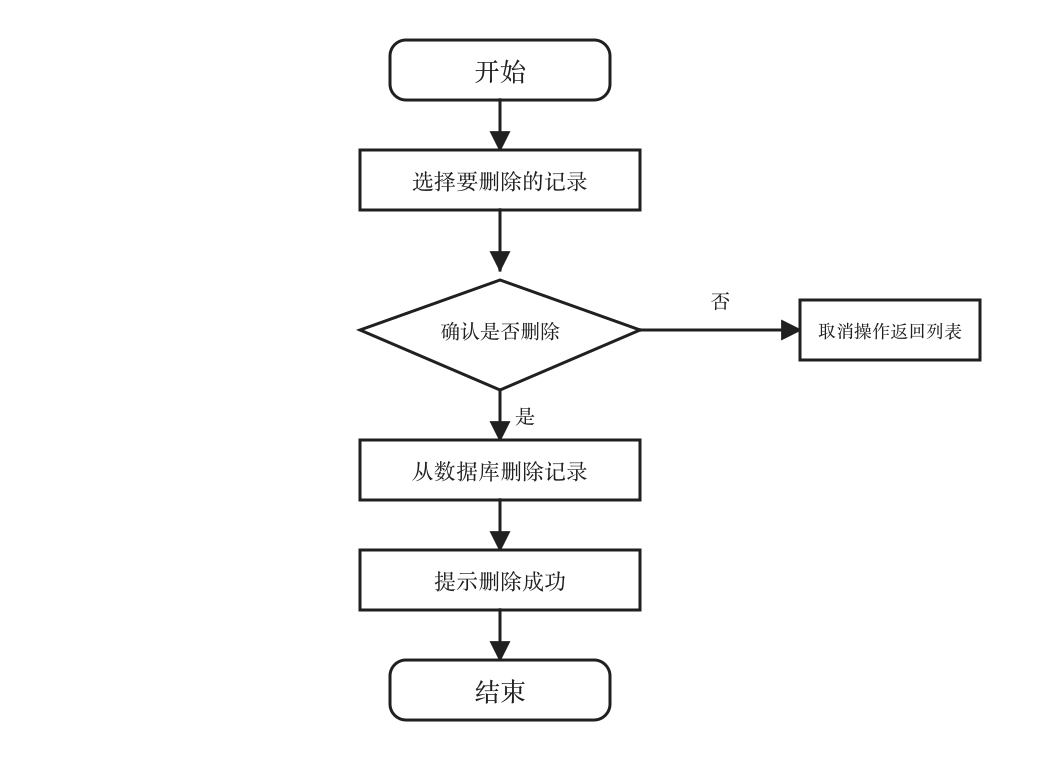 开始
选择要删除的记录
确认是否删除
否
取消操作返回列表
是
从数据库删除记录
提示删除成功
结束